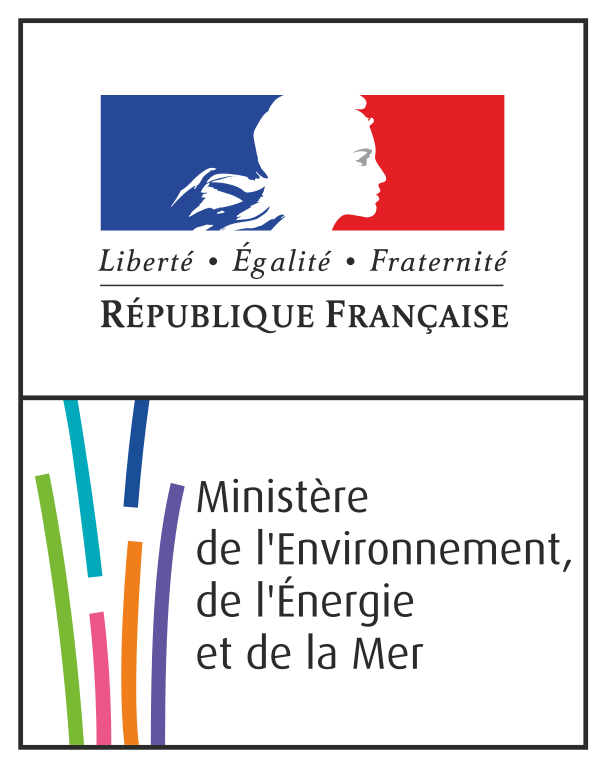 Liberté • Égalité • Fraternité
RÉPUBLIQUE FRANÇAISE
Ministère
de l'Environnement,
de l'Énergie
et de la Mer